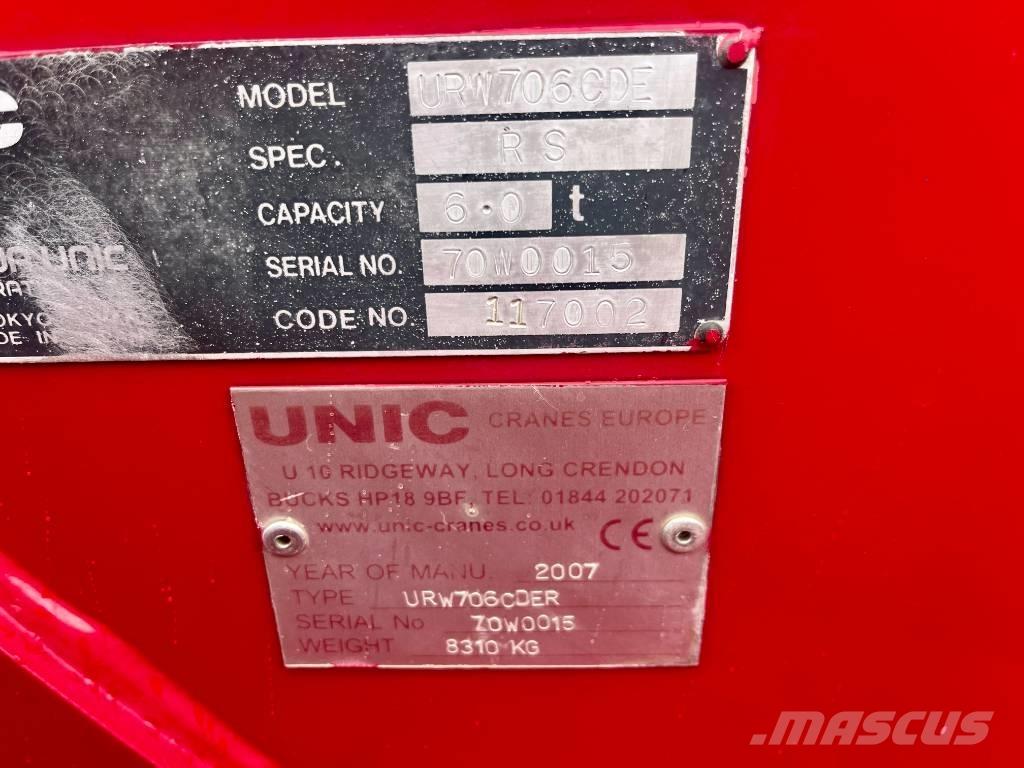 C
MODEL URW706CDE
SPEC. RS
CAPACITY 6.0 t
UNIC SERIAL NO. 70W0015
CODE NO. 117002
UNIC CRANES EUROPE
U 10 RIDGEWAY, LONG CRENDON
BUCKS HP18 9BF, TEL: 01844 202071
www.unic-cranes.co.uk CE
YEAR OF MANU. 2007
TYPE URW706CDER
SERIAL No 70W0015
WEIGHT 8310 KG
MASCUS